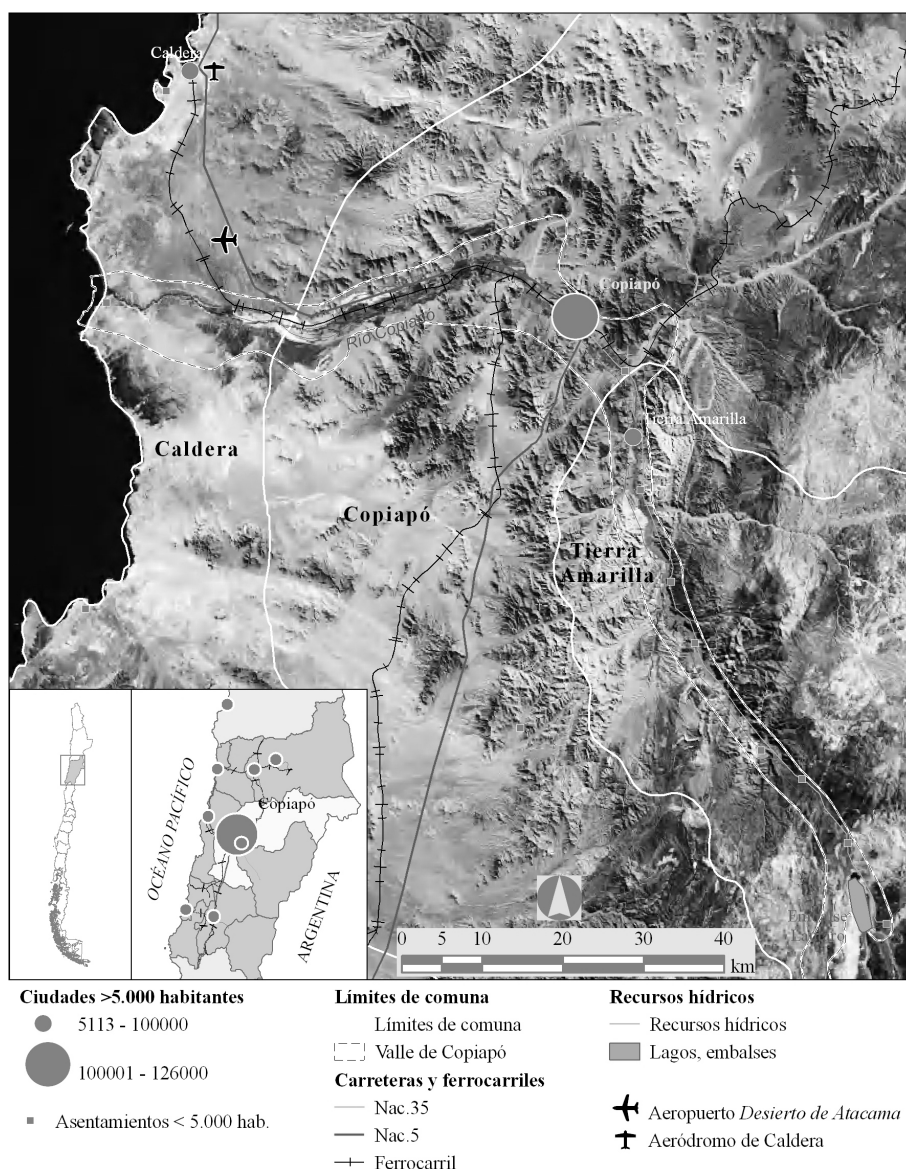 Caldera
Copiapó
Río Copiapó
Tierra Amarilla
Caldera
Copiapó
Tierra
Amarilla
OCÉANO PACÍFICO
Copiapó
ARGENTINA
0 5 10 20 30 40
km
Ciudades >5.000 habitantes
5113 - 100000
100001 - 126000
Asentamientos < 5.000 hab.
Límites de comuna
Límites de comuna
Valle de Copiapó
Carreteras y ferrocarriles
Nac.35
Nac.5
Ferrocarril
Recursos hídricos
Recursos hídricos
Lagos, embalses
Aeropuerto Desierto de Atacama
Aeródromo de Caldera